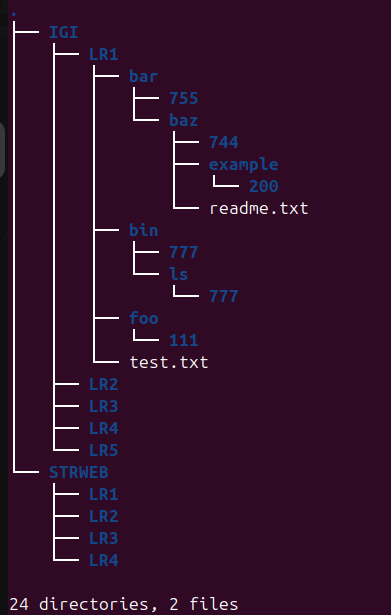 .
IGI
LR1
bar
755
baz
744
example
200
readme.txt
bin
777
ls
777
foo
111
test.txt
LR2
LR3
LR4
LR5
STRWEB
LR1
LR2
LR3
LR4
24 directories, 2 files